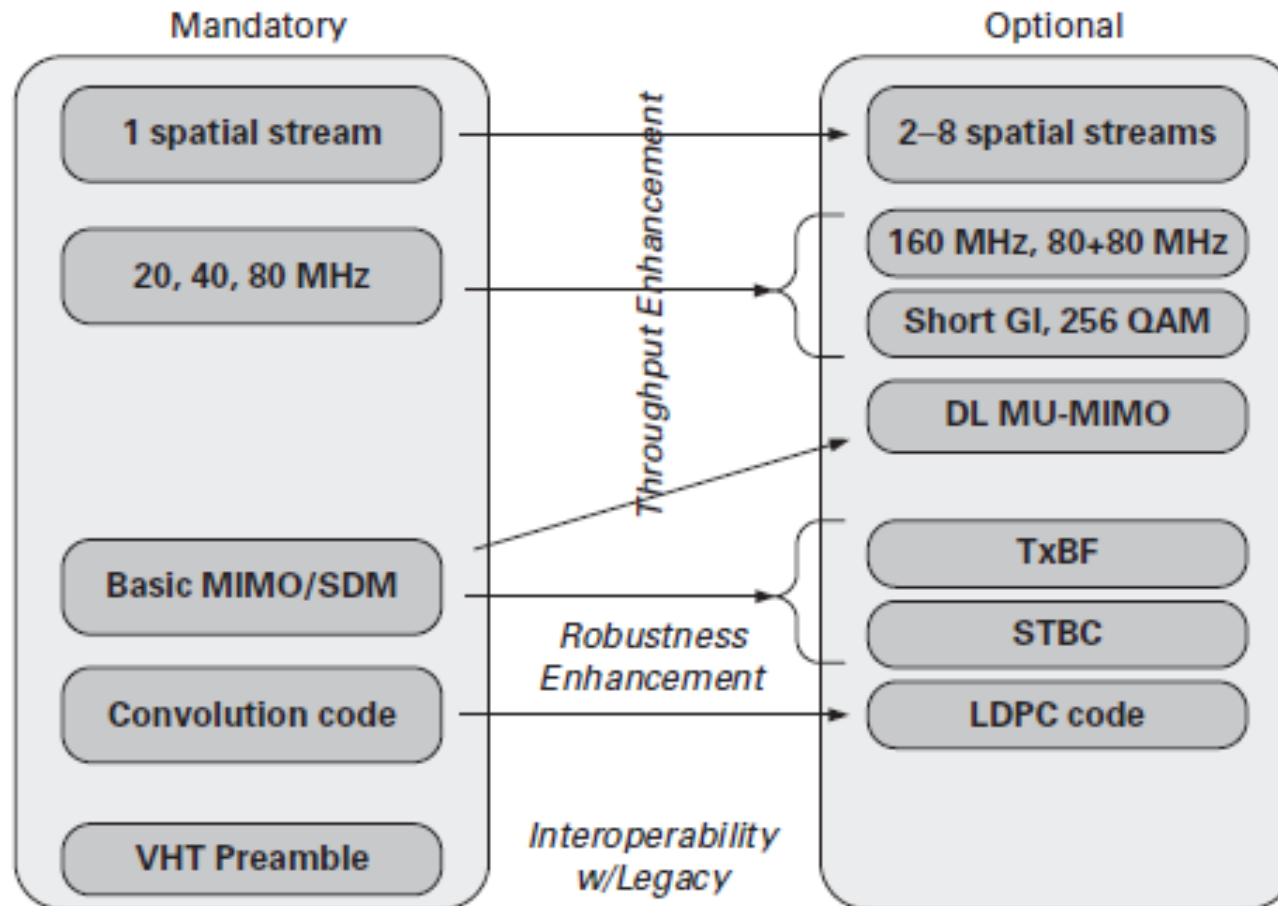 Mandatory
Optional
1 spatial stream
2–8 spatial streams
20, 40, 80 MHz
160 MHz, 80+80 MHz
Short GI, 256 QAM
Throughput Enhancement
DL MU-MIMO
Basic MIMO/SDM
TxBF
STBC
Robustness
Enhancement
Convolution code
LDPC code
VHT Preamble
Interoperability
w/Legacy